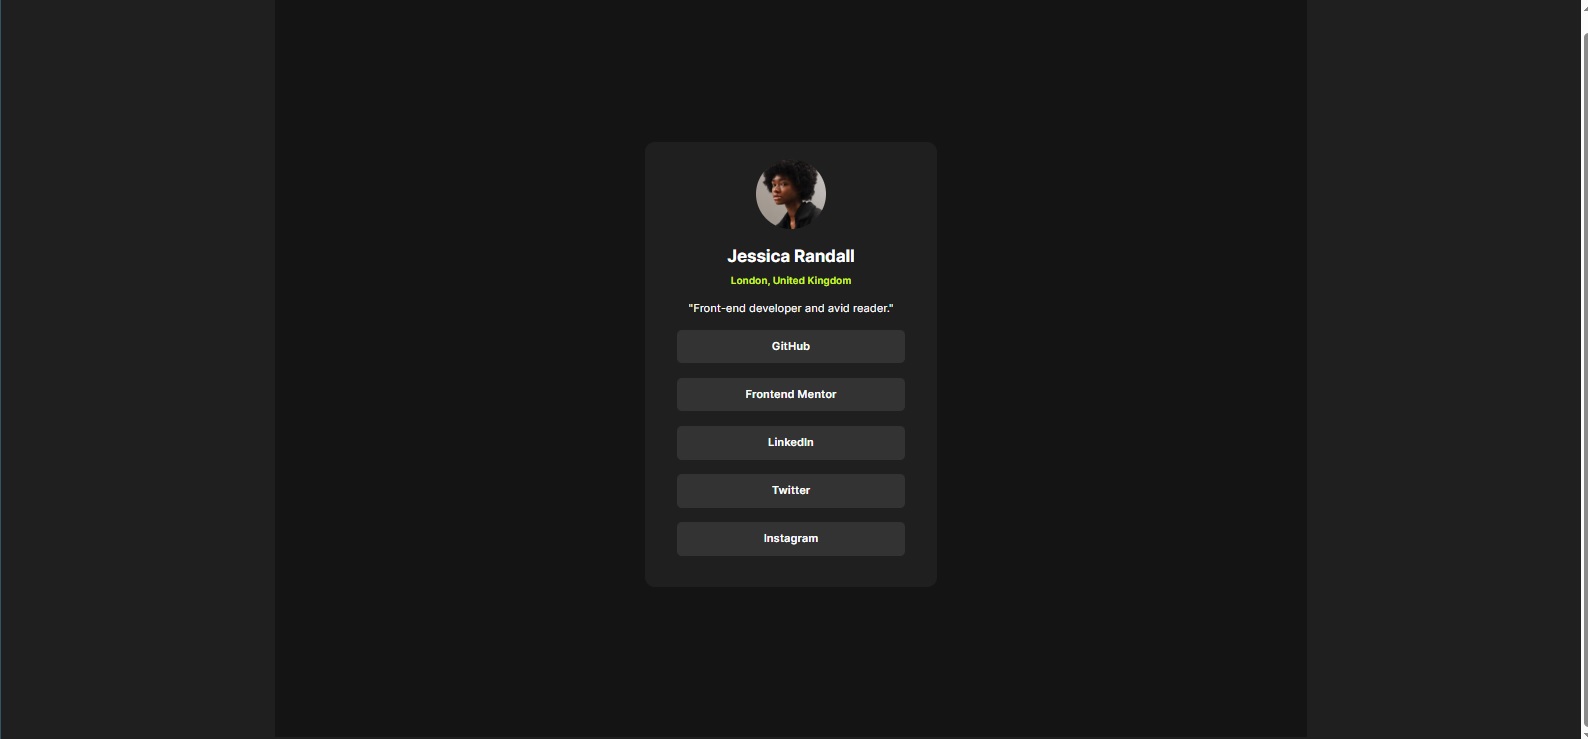 Jessica Randall
London, United Kingdom
"Front-end developer and avid reader."
GitHub
Frontend Mentor
LinkedIn
Twitter
Instagram